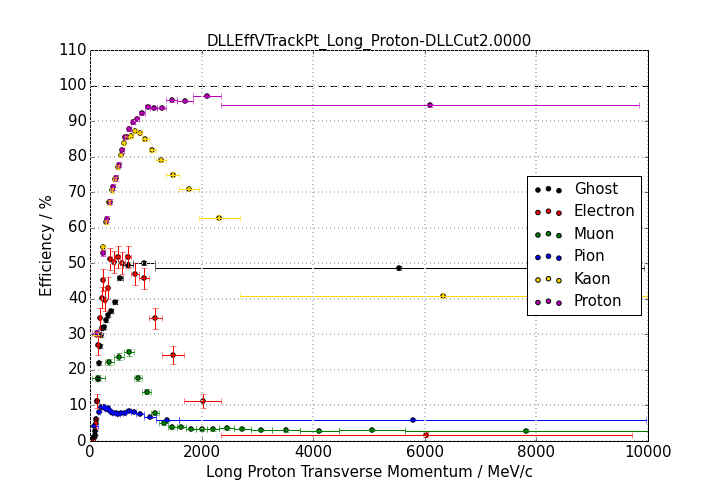 DLLEffVTrackPt_Long_Proton-DLLCut2.0000
110
100
90
80
70
60
50
40
30
20
10
0
Efficiency / %
Ghost
Electron
Muon
Pion
Kaon
Proton
0 2000 4000 6000 8000 10000
Long Proton Transverse Momentum / MeV/c